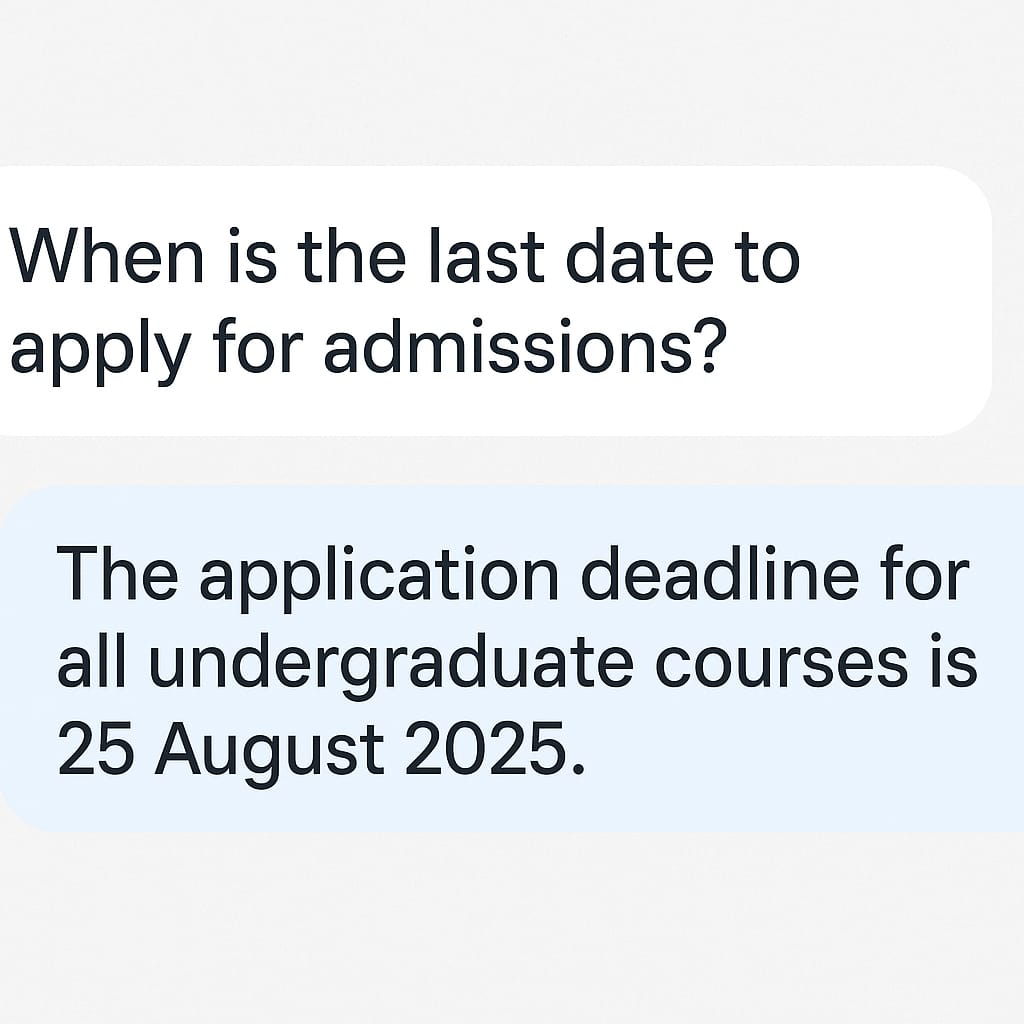 When is the last date to
apply for admissions?
The application deadline for
all undergraduate courses is
25 August 2025.